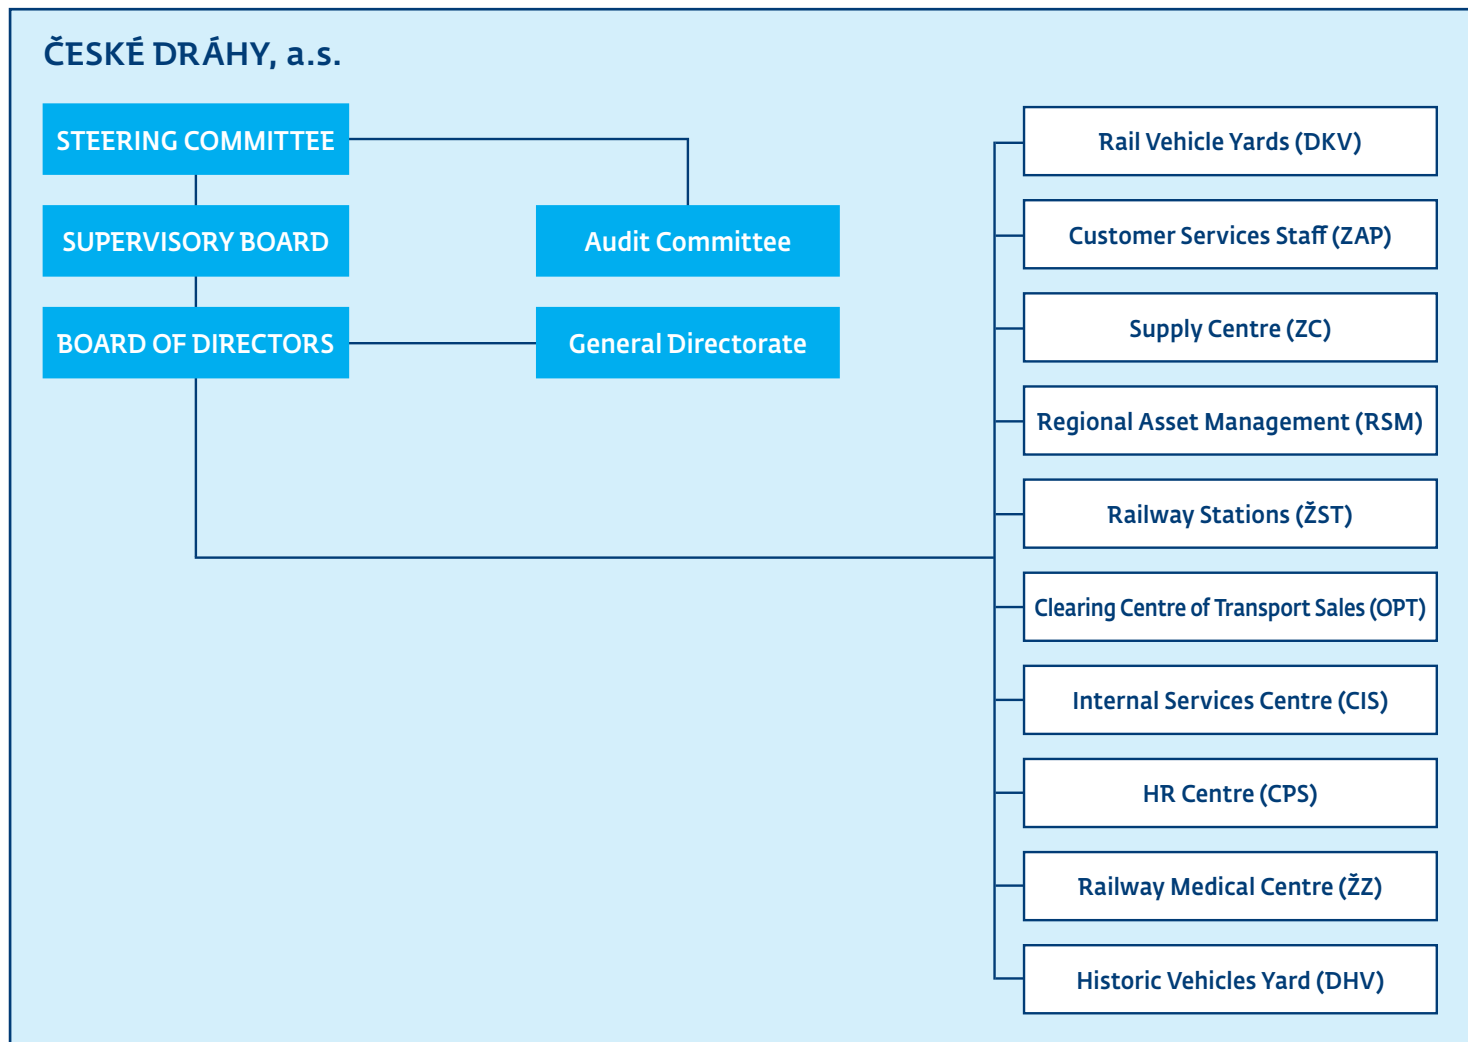 ČESKÉ DRÁHY, a.s.
STEERING COMMITTEE
SUPERVISORY BOARD
Audit Committee
BOARD OF DIRECTORS
General Directorate
Rail Vehicle Yards (DKV)
Customer Services Staff (ZAP)
Supply Centre (ZC)
Regional Asset Management (RSM)
Railway Stations (ŽST)
Clearing Centre of Transport Sales (OPT)
Internal Services Centre (CIS)
HR Centre (CPS)
Railway Medical Centre (ŽZ)
Historic Vehicles Yard (DHV)